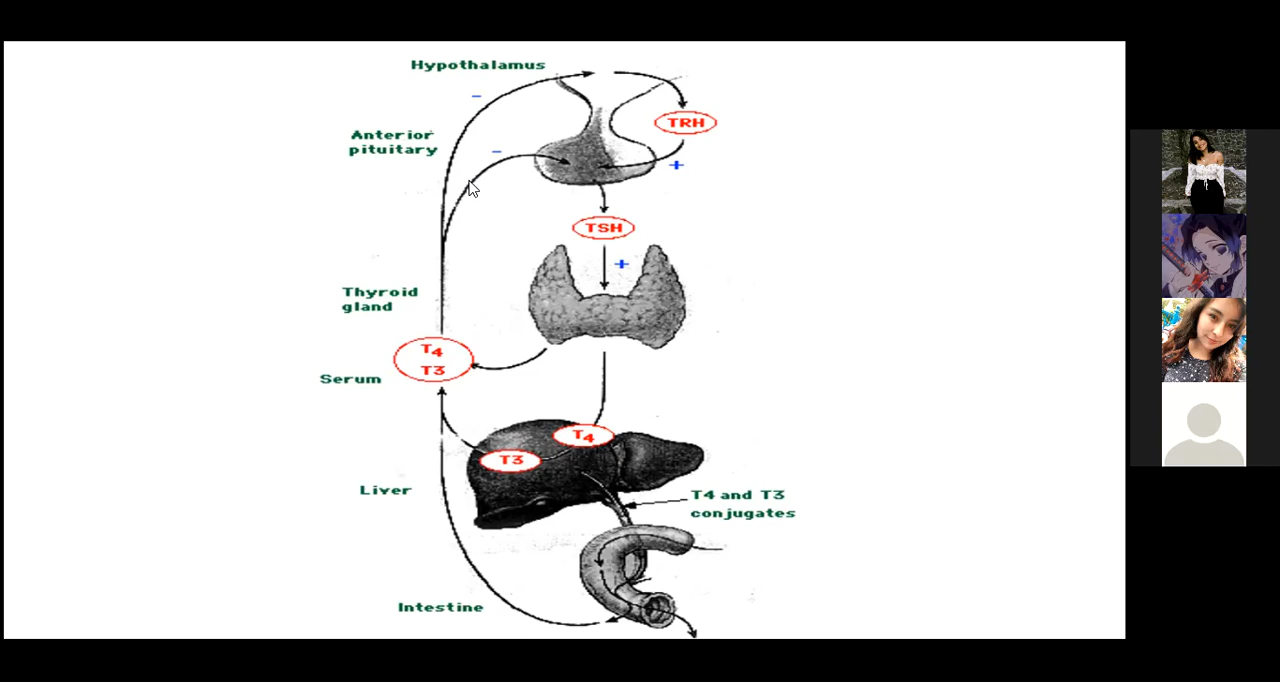 Hypothalamus
−
TRH
Anterior
pituitary
−
+
TSH
+
Thyroid
gland
T4
T3
Serum
T4
T3
Liver
T4 and T3
conjugates
Intestine